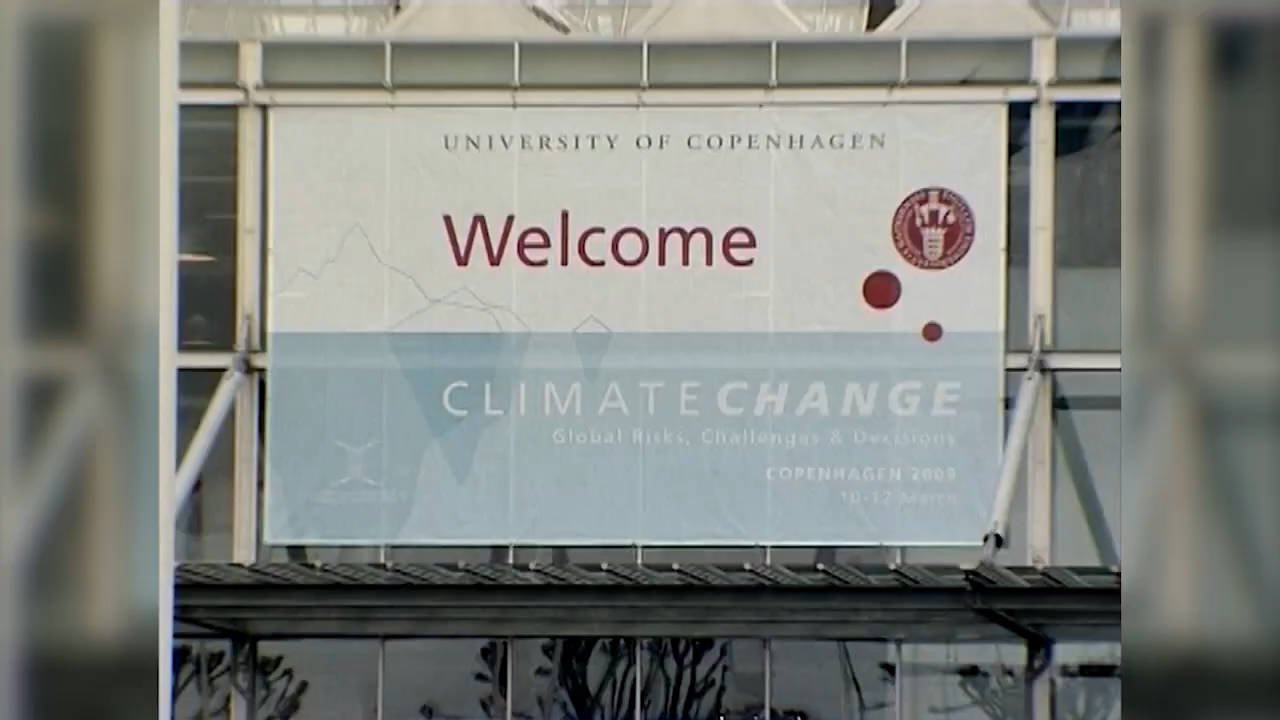 UNIVERSITY OF COPENHAGEN
Welcome
CLIMATECHANGE
Global Risks, Challenges & Decisions
COPENHAGEN 2009
10-12 March